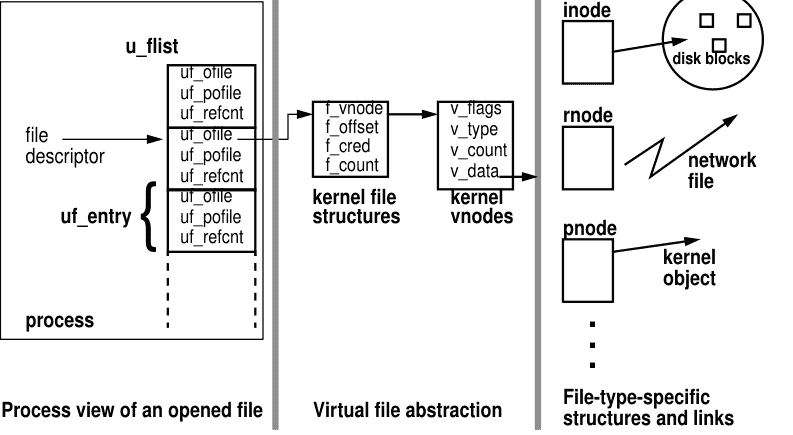 u_flist
uf_ofile
uf_pofile
uf_refcnt
file
descriptor
uf_ofile
uf_pofile
uf_refcnt
uf_entry
uf_ofile
uf_pofile
uf_refcnt
process
Process view of an opened file
f_vnode
f_offset
f_cred
f_count
kernel file
structures
v_flags
v_type
v_count
v_data
kernel
vnodes
Virtual file abstraction
inode
disk blocks
rnode
network
file
pnode
kernel
object
File-type-specific
structures and links